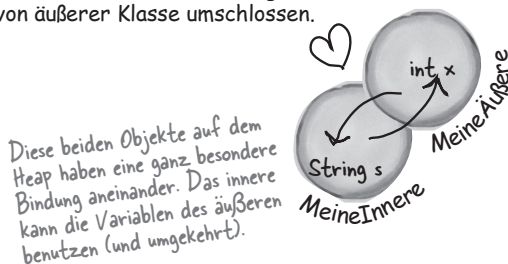 von äußerer Klasse umschlossen.
int x
MeineÄußere
String s
MeineInnere
Diese beiden Objekte auf dem
Heap haben eine ganz besondere
Bindung aneinander. Das innere
kann die Variablen des äußeren
benutzen (und umgekehrt).